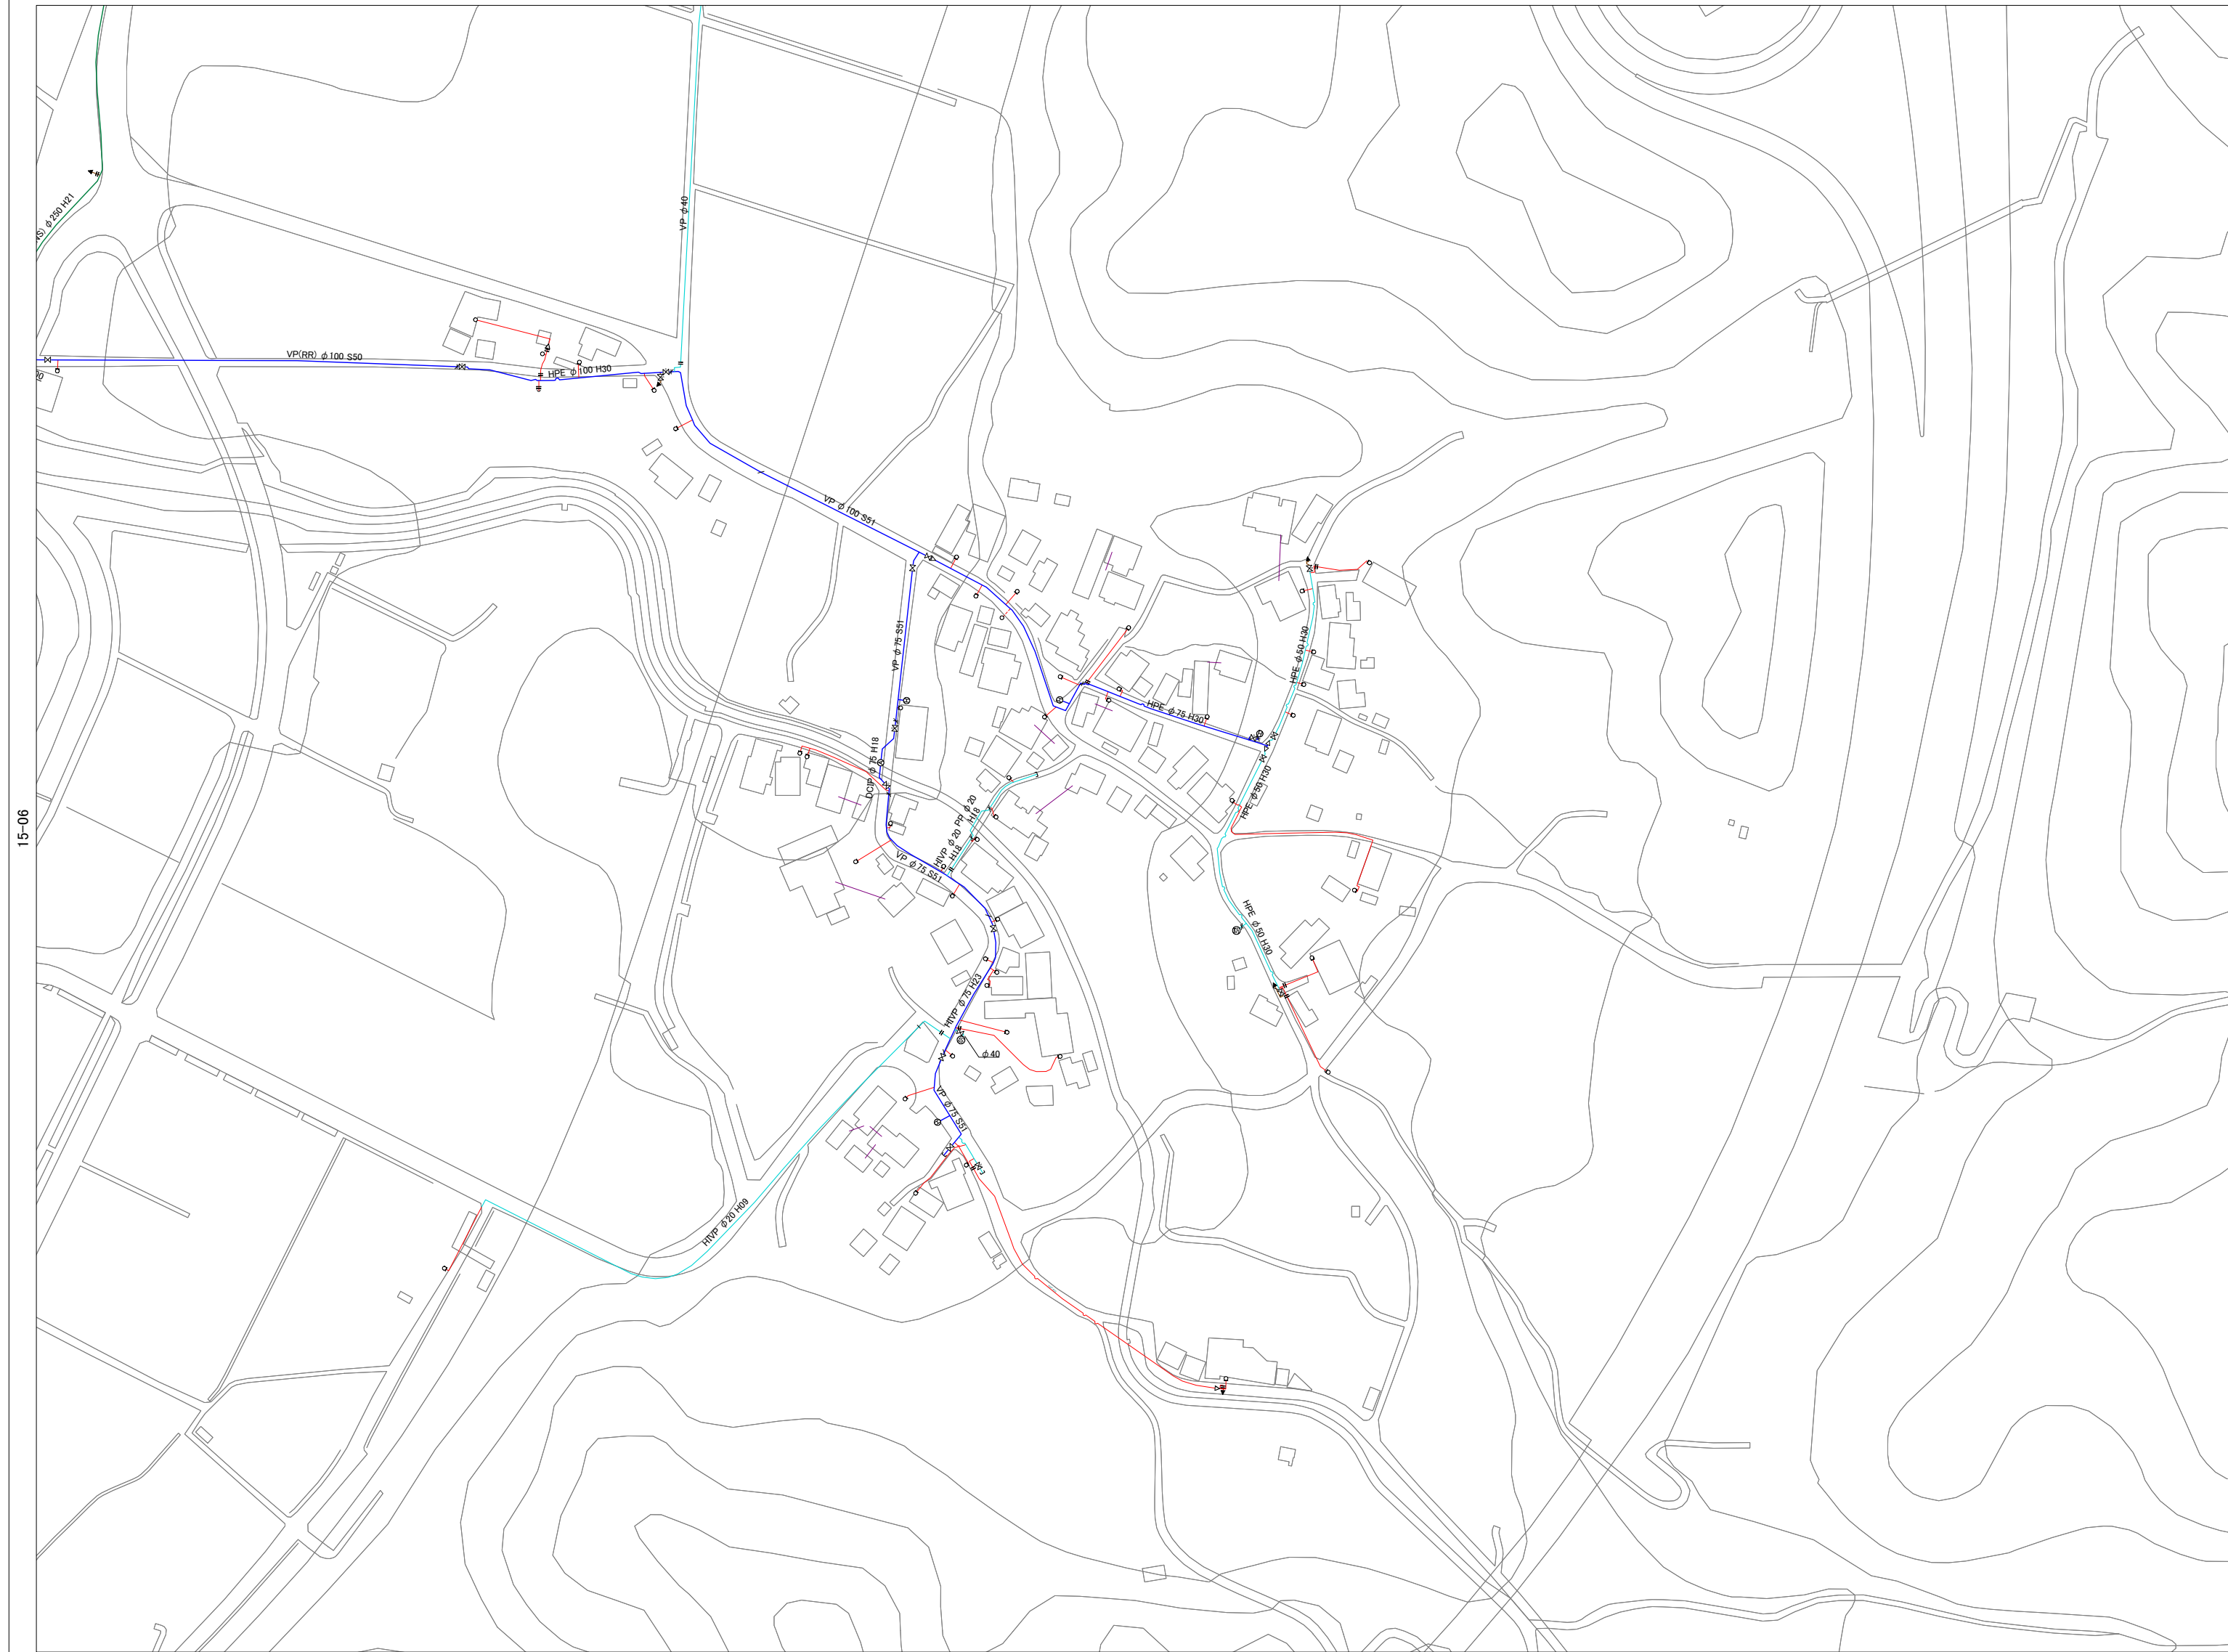 15-06
S) φ250 H21
VP φ40
VP(RR) φ100 S50
HPE φ100 H30
VP φ100 S51
VP φ75 S51
HPE φ50 H30
HPE φ75 H30
DCIP φ75 H18
HPE φ50 H30
PP φ20
H18
HIVP φ20
H18
VP φ75 S51
HPE φ50 H30
HIVP φ75 H23
φ40
VP φ75 S51
HIVP φ20 H09